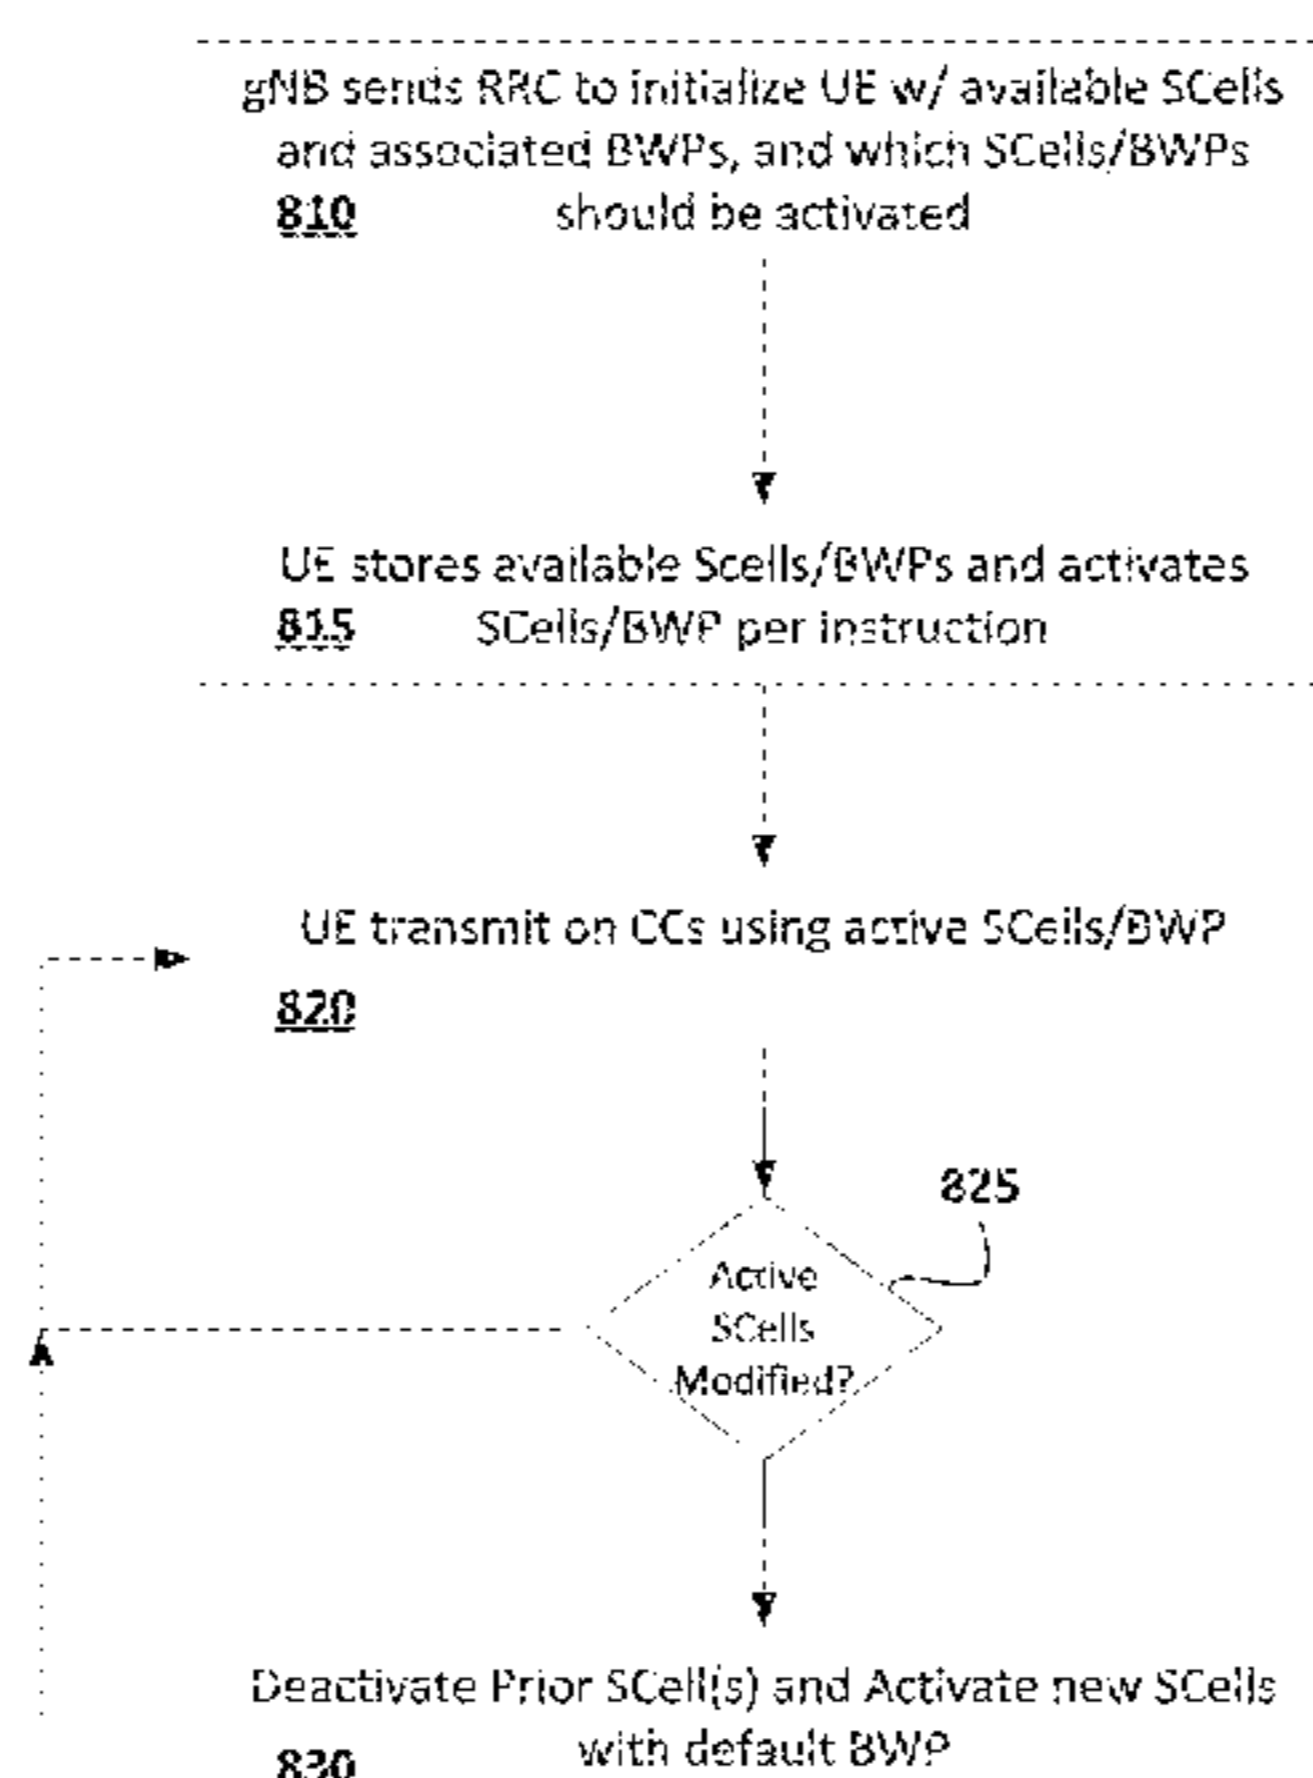 gNB sends RRC to initialize UE w/ available SCells
and associated BWPs, and which SCells/BWPs
810 should be activated
UE stores available Scells/BWPs and activates
815 SCells/BWP per instruction
UE transmit on CCs using active SCells/BWP
820
825
Active
SCells
Modified?
Deactivate Prior SCell(s) and Activate new SCells
with default BWP
830